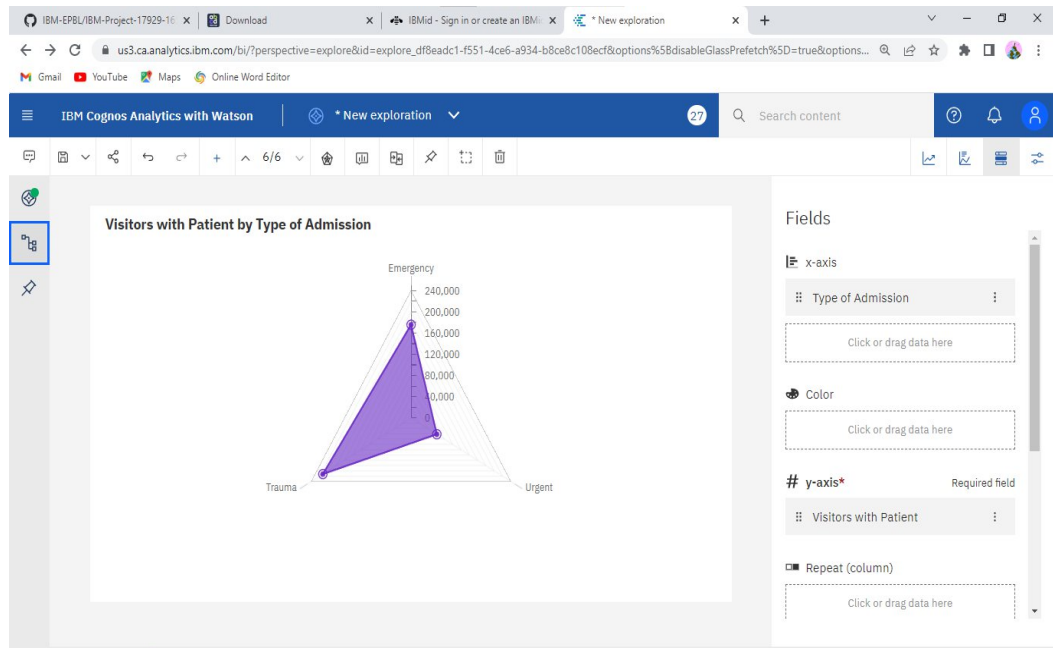 IBM-EPBL/IBM-Project-17929-16
Download
IBMid - Sign in or create an IBMi
* New exploration
us3.ca.analytics.ibm.com/bi/?perspective=explore&id=explore_df8eadc1-f551-4ce6-a934-b8ce8c108ecf&options%5BdisableGlassPrefetch%5D=true&options...
Gmail
YouTube
Maps
Online Word Editor
IBM Cognos Analytics with Watson
* New exploration
27
Search content
6/6
Visitors with Patient by Type of Admission
Emergency
240,000
200,000
160,000
120,000
80,000
40,000
0
Trauma
Urgent
Fields
x-axis
Type of Admission
Click or drag data here
Color
Click or drag data here
# y-axis* Required field
Visitors with Patient
Repeat (column)
Click or drag data here